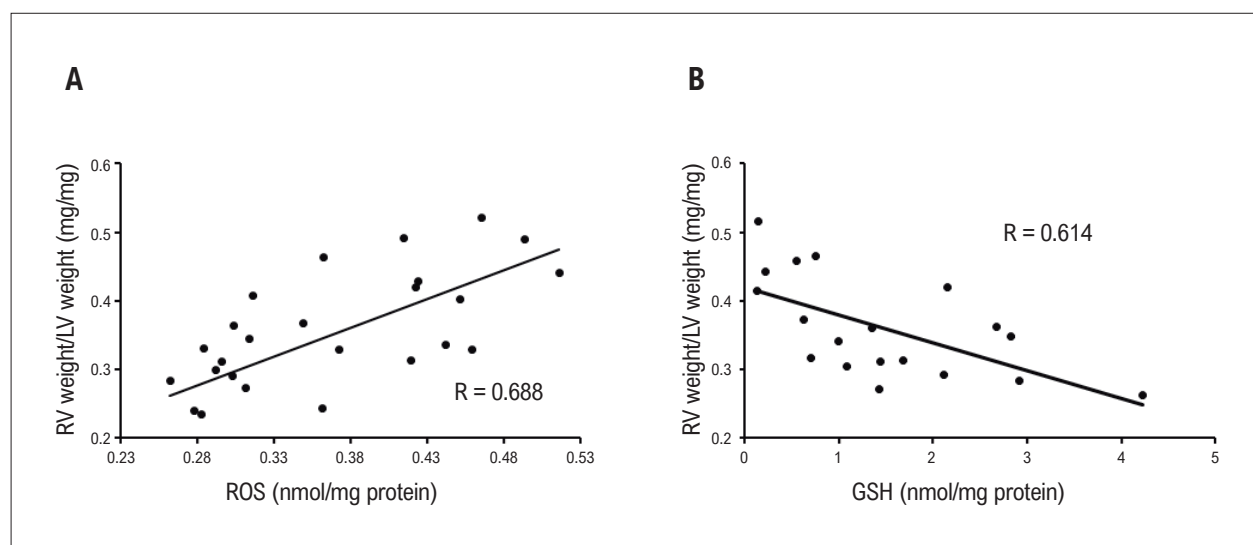 A
RV weight/LV weight (mg/mg)
0.6
0.5
0.4
0.3
0.2
0.23
0.28
0.33
0.38
0.43
0.48
0.53
R = 0.688
ROS (nmol/mg protein)
B
RV weight/LV weight (mg/mg)
0.6
0.5
0.4
0.3
0.2
0
1
2
3
4
5
R = 0.614
GSH (nmol/mg protein)